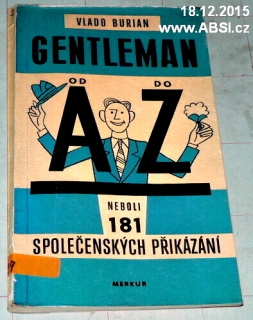 18.12.2015
www.ABSI.cz
VLADO BURIAN
GENTLEMAN
OD DO
A Z
NEBOLI
181
SPOLEČENSKÝCH PŘIKÁZÁNÍ
MERKUR